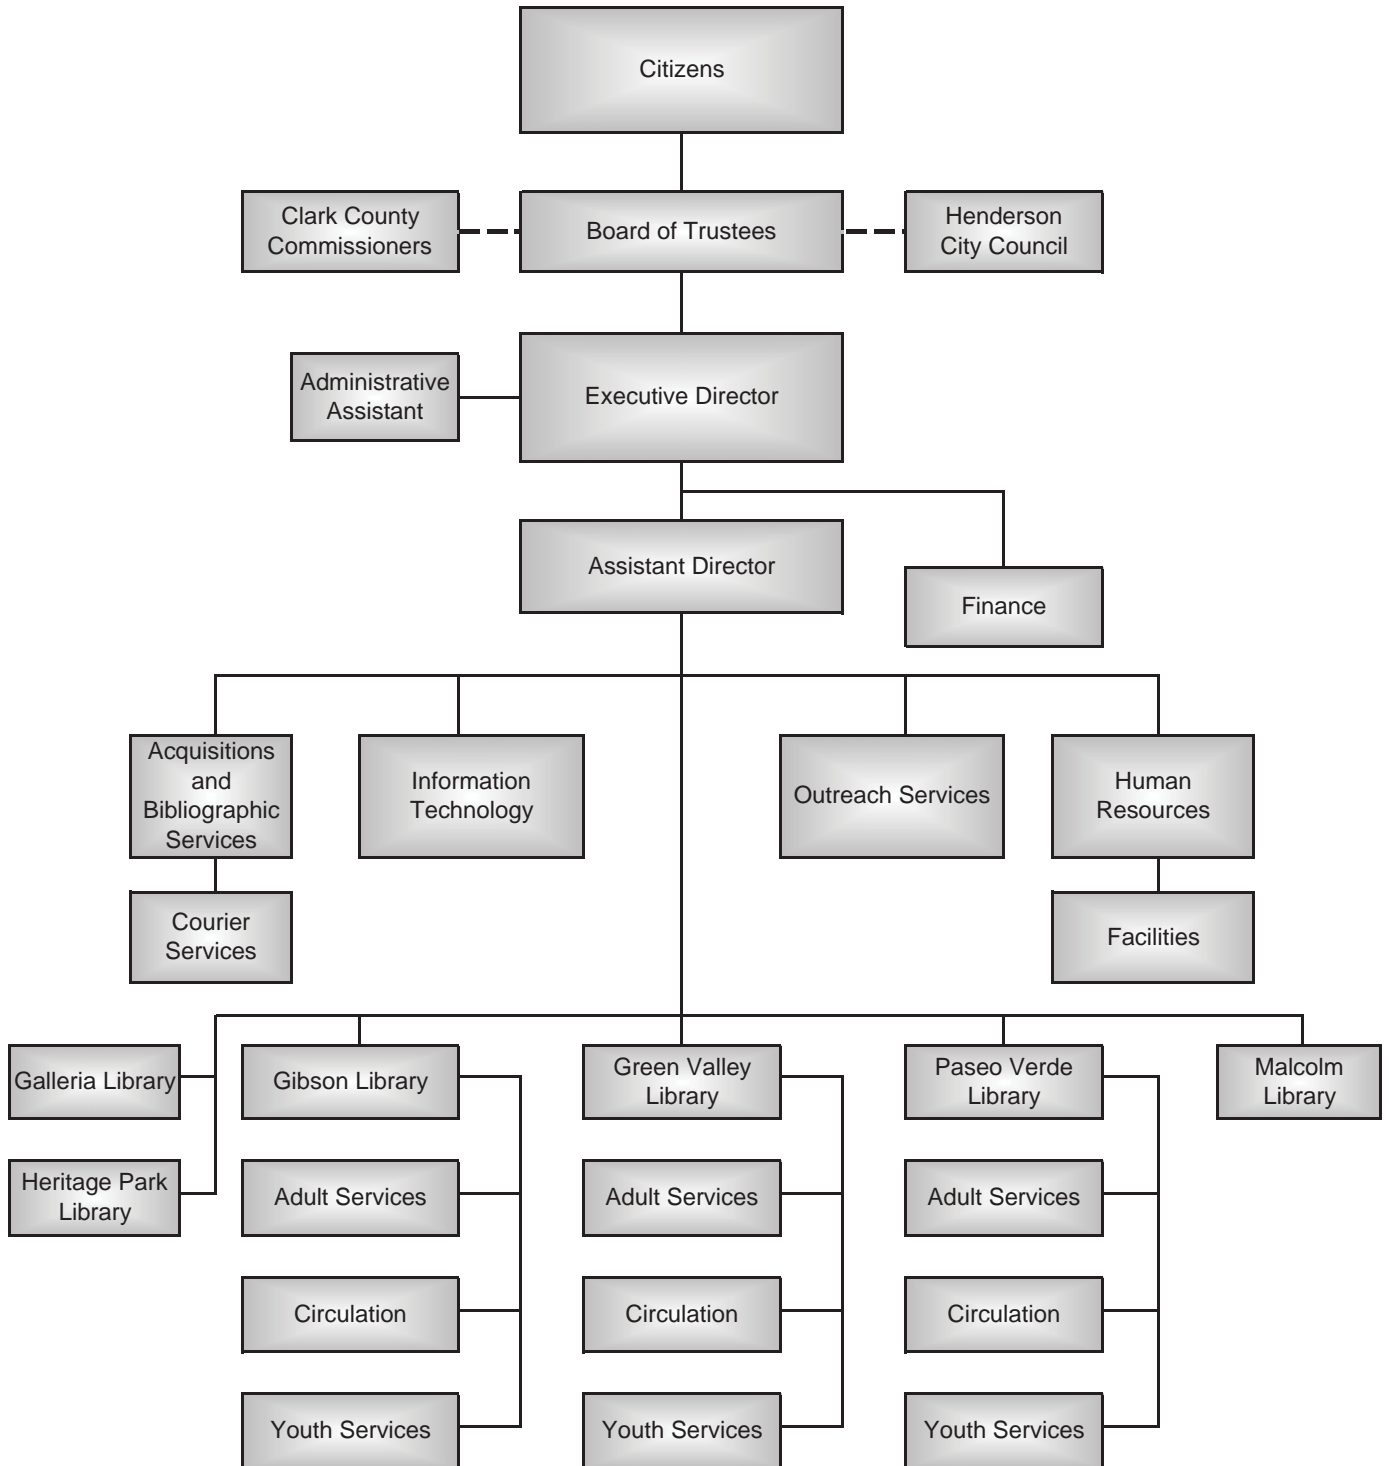 Citizens
Clark County
Commissioners
Board of Trustees
Henderson
City Council
Administrative
Assistant
Executive Director
Assistant Director
Finance
Acquisitions
and
Bibliographic
Services
Information
Technology
Outreach Services
Human
Resources
Courier
Services
Facilities
Galleria Library
Gibson Library
Green Valley
Library
Paseo Verde
Library
Malcolm
Library
Heritage Park
Library
Adult Services
Adult Services
Adult Services
Circulation
Circulation
Circulation
Youth Services
Youth Services
Youth Services